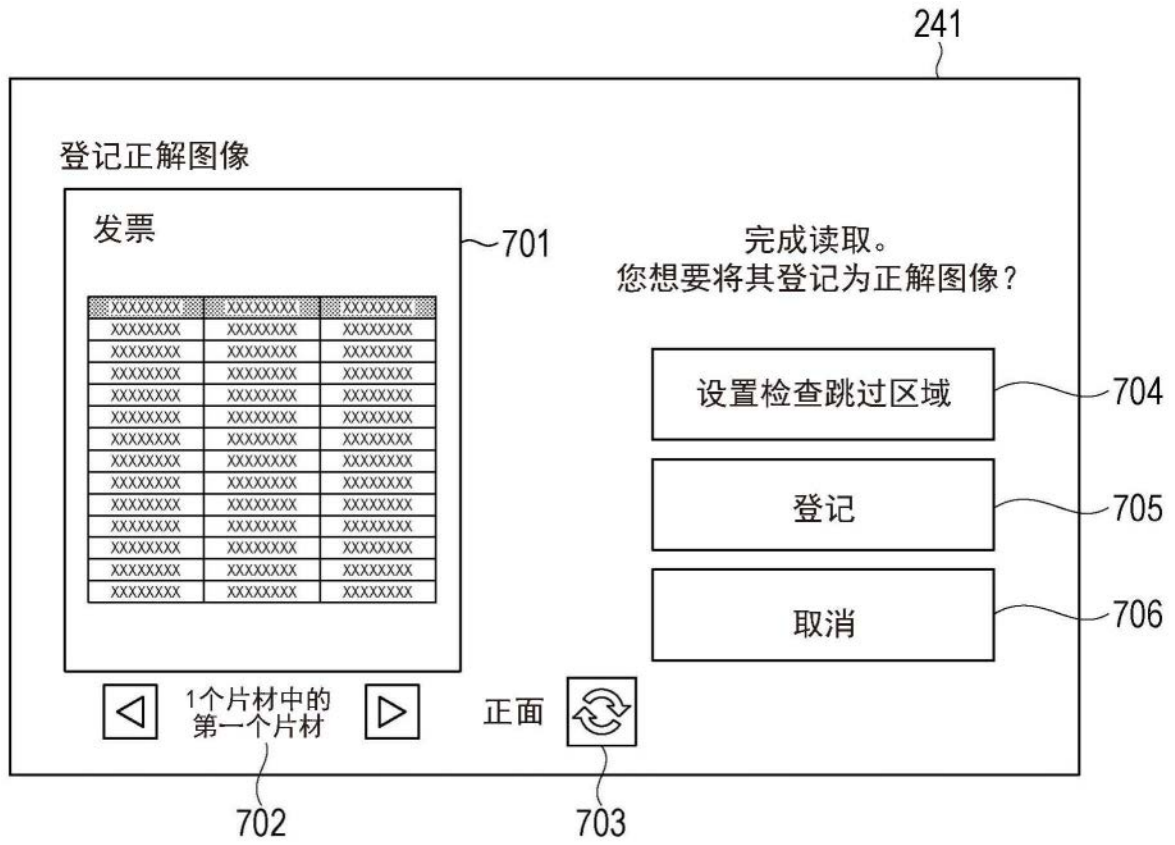 241
登记正解图像
发票
701
完成读取。
您想要将其登记为正解图像？
XXXXXXXX XXXXXXXX XXXXXXXX
XXXXXXXX XXXXXXXX XXXXXXXX
XXXXXXXX XXXXXXXX XXXXXXXX
XXXXXXXX XXXXXXXX XXXXXXXX
XXXXXXXX XXXXXXXX XXXXXXXX
XXXXXXXX XXXXXXXX XXXXXXXX
XXXXXXXX XXXXXXXX XXXXXXXX
XXXXXXXX XXXXXXXX XXXXXXXX
XXXXXXXX XXXXXXXX XXXXXXXX
XXXXXXXX XXXXXXXX XXXXXXXX
XXXXXXXX XXXXXXXX XXXXXXXX
XXXXXXXX XXXXXXXX XXXXXXXX
XXXXXXXX XXXXXXXX XXXXXXXX
XXXXXXXX XXXXXXXX XXXXXXXX
设置检查跳过区域
704
登记
705
取消
706
1个片材中的
第一个片材
正面
702
703